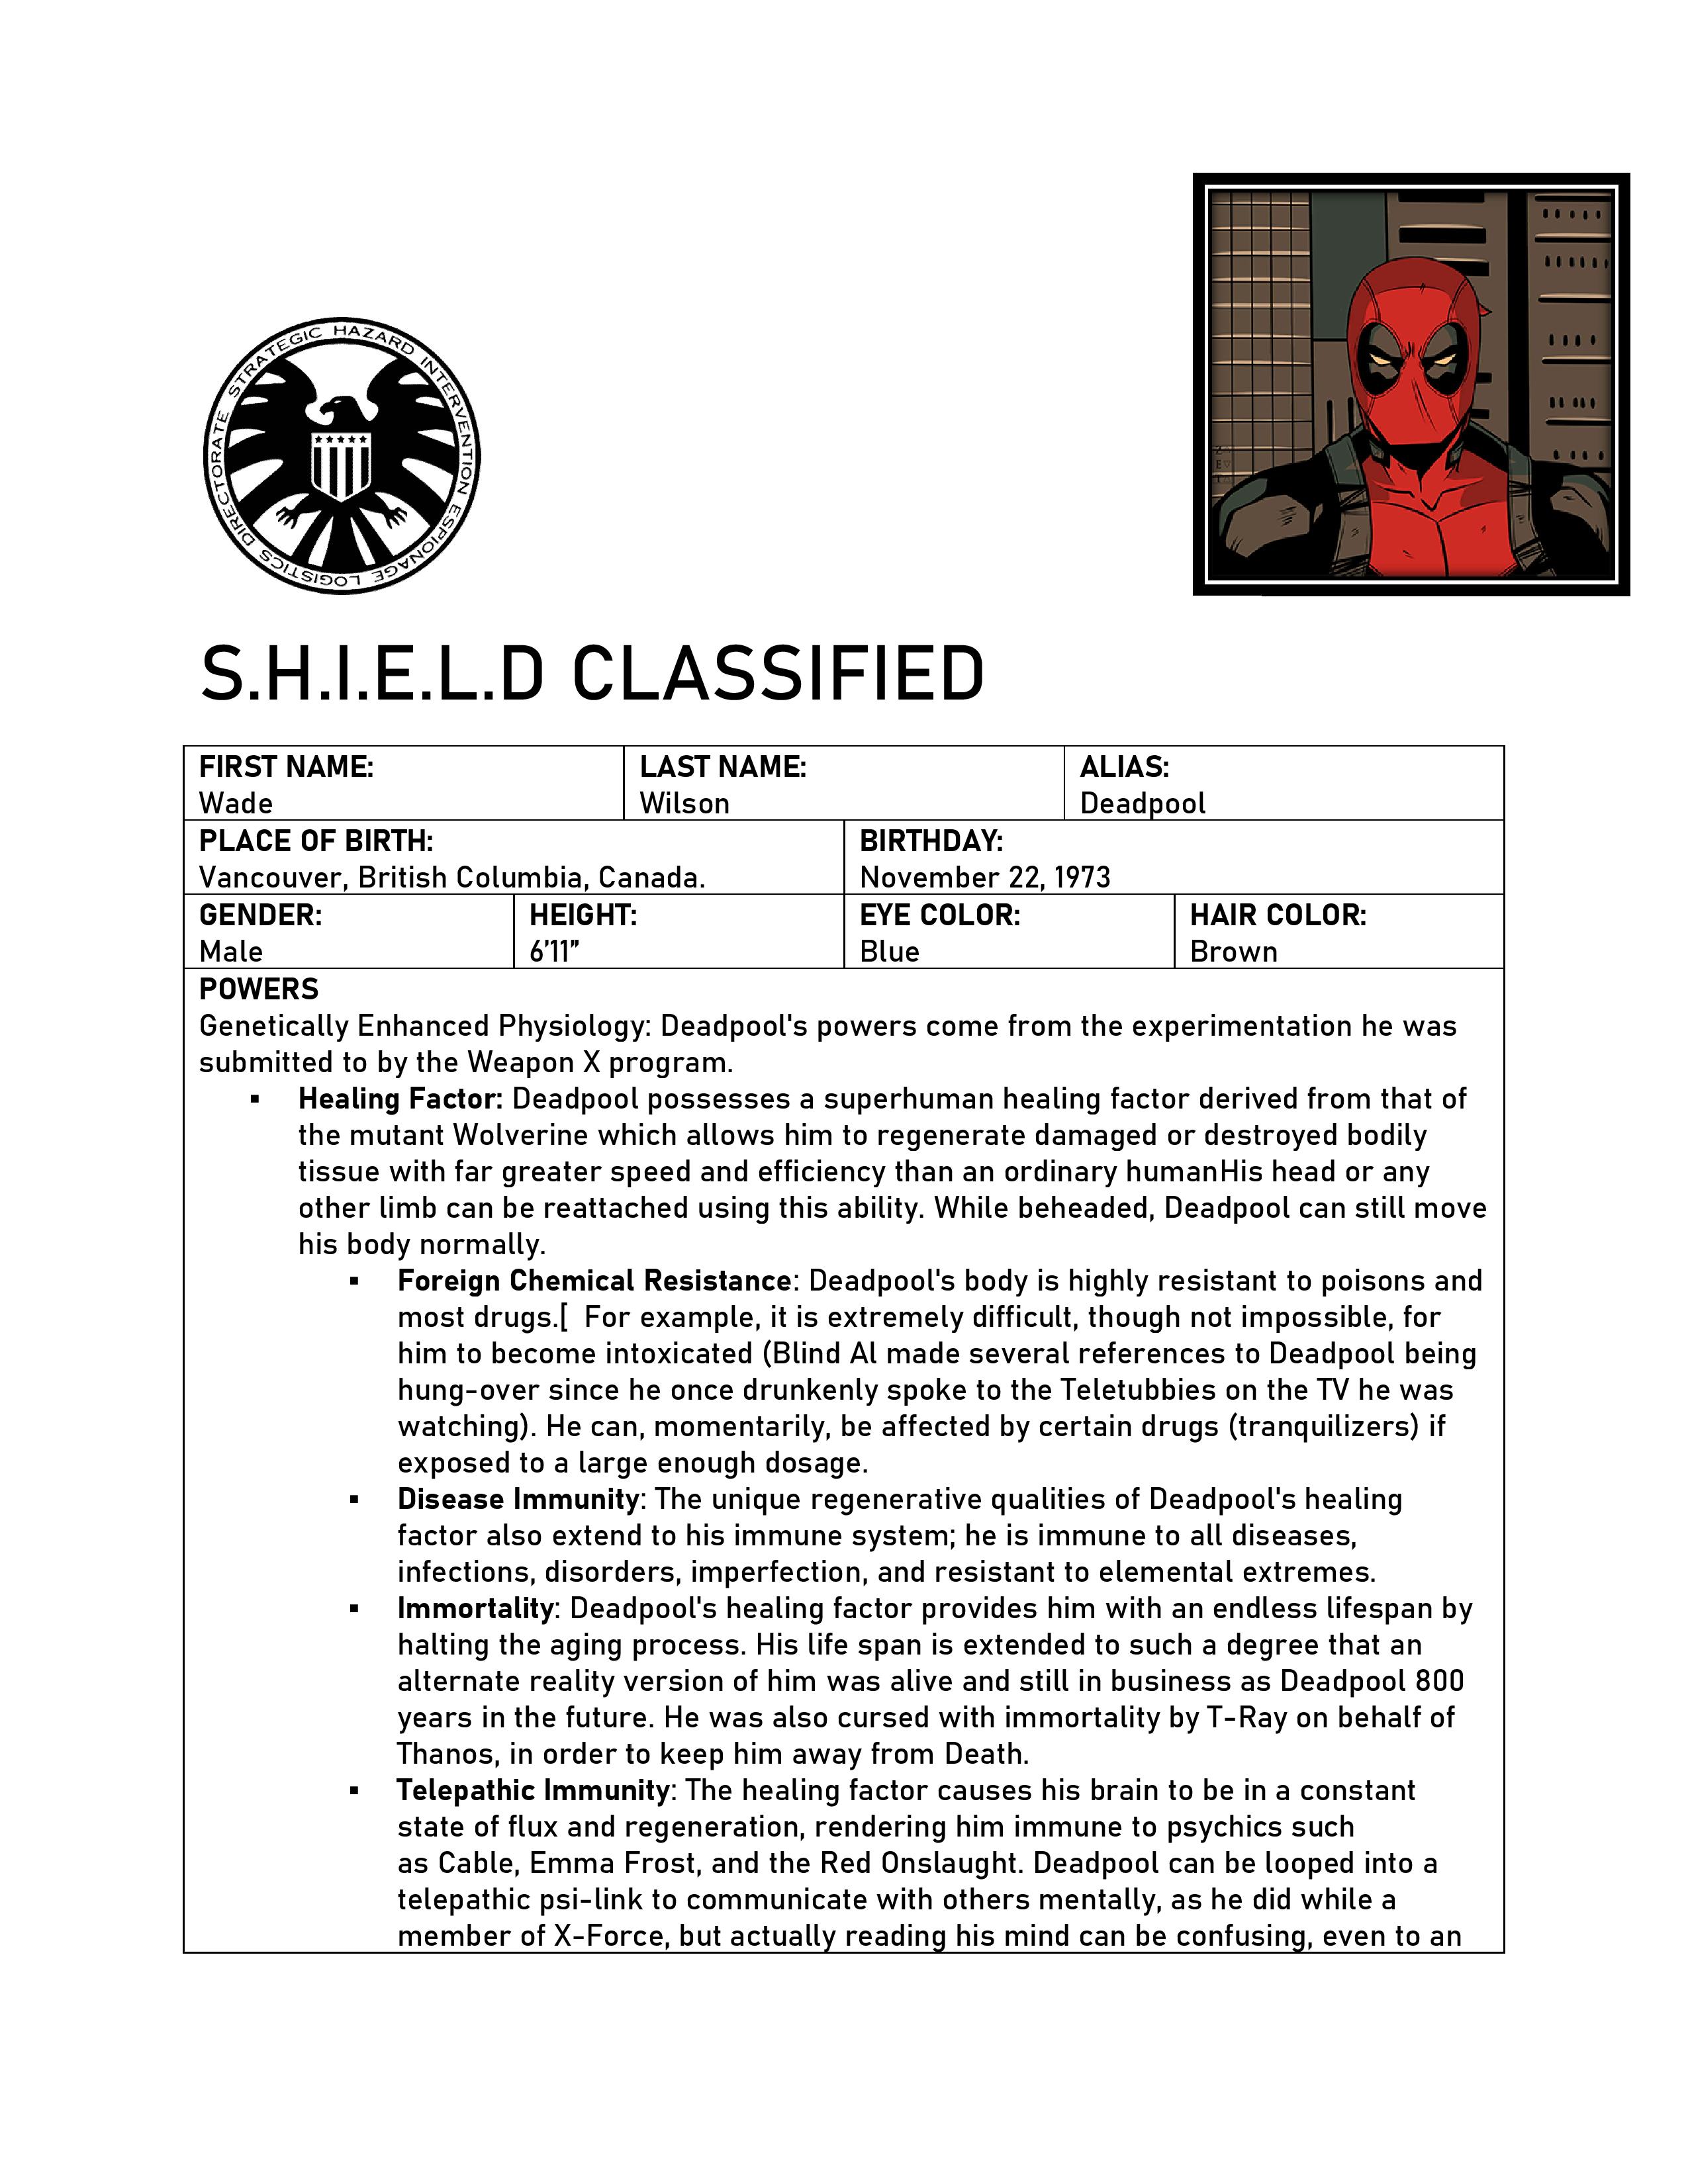 STRATEGIC HAZARD INTERVENTION ESPIONAGE LOGISTICS DIRECTORATE
S.H.I.E.L.D CLASSIFIED
FIRST NAME: LAST NAME: ALIAS:
Wade Wilson Deadpool
PLACE OF BIRTH: BIRTHDAY:
Vancouver, British Columbia, Canada. November 22, 1973
GENDER: HEIGHT: EYE COLOR: HAIR COLOR:
Male 6’11” Blue Brown
POWERS
Genetically Enhanced Physiology: Deadpool's powers come from the experimentation he was
submitted to by the Weapon X program.
▪ Healing Factor: Deadpool possesses a superhuman healing factor derived from that of
the mutant Wolverine which allows him to regenerate damaged or destroyed bodily
tissue with far greater speed and efficiency than an ordinary humanHis head or any
other limb can be reattached using this ability. While beheaded, Deadpool can still move
his body normally.
▪ Foreign Chemical Resistance: Deadpool's body is highly resistant to poisons and
most drugs.[ For example, it is extremely difficult, though not impossible, for
him to become intoxicated (Blind Al made several references to Deadpool being
hung-over since he once drunkenly spoke to the Teletubbies on the TV he was
watching). He can, momentarily, be affected by certain drugs (tranquilizers) if
exposed to a large enough dosage.
▪ Disease Immunity: The unique regenerative qualities of Deadpool's healing
factor also extend to his immune system; he is immune to all diseases,
infections, disorders, imperfection, and resistant to elemental extremes.
▪ Immortality: Deadpool's healing factor provides him with an endless lifespan by
halting the aging process. His life span is extended to such a degree that an
alternate reality version of him was alive and still in business as Deadpool 800
years in the future. He was also cursed with immortality by T-Ray on behalf of
Thanos, in order to keep him away from Death.
▪ Telepathic Immunity: The healing factor causes his brain to be in a constant
state of flux and regeneration, rendering him immune to psychics such
as Cable, Emma Frost, and the Red Onslaught. Deadpool can be looped into a
telepathic psi-link to communicate with others mentally, as he did while a
member of X-Force, but actually reading his mind can be confusing, even to an